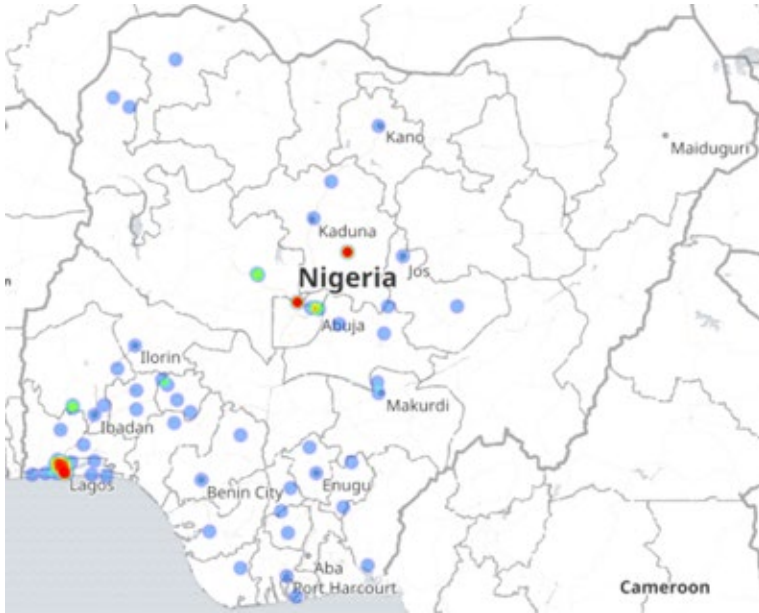 Kano
Maiduguri
Kaduna
Jos
Nigeria
Abuja
Ilorin
Makurdi
Ibadan
Lagos
Benin City
Enugu
Aba
Port Harcourt
Cameroon